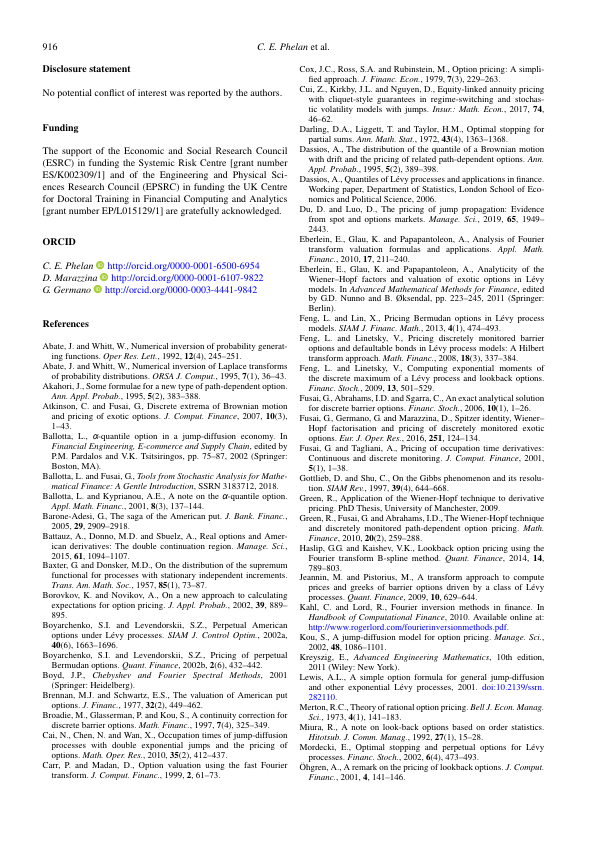 916
C. E. Phelan et al.
Disclosure statement
No potential conflict of interest was reported by the authors.
Funding
The support of the Economic and Social Research Council
(ESRC) in funding the Systemic Risk Centre [grant number
ES/K002309/1] and of the Engineering and Physical Sci-
ences Research Council (EPSRC) in funding the UK Centre
for Doctoral Training in Financial Computing and Analytics
[grant number EP/L015129/1] are gratefully acknowledged.
ORCID
C. E. Phelan iD http://orcid.org/0000-0001-6500-6954
D. Marazzina iD http://orcid.org/0000-0001-6107-9822
G. Germano iD http://orcid.org/0000-0003-4441-9842
References
Abate, J. and Whitt, W., Numerical inversion of probability generat-
ing functions. Oper. Res. Lett., 1992, 12(4), 245–251.
Abate, J. and Whitt, W., Numerical inversion of Laplace transforms
of probability distributions. ORSA J. Comput., 1995, 7(1), 36–43.
Akahori, J., Some formulae for a new type of path-dependent option.
Ann. Appl. Probab., 1995, 5(2), 383–388.
Atkinson, C. and Fusai, G., Discrete extrema of Brownian motion
and pricing of exotic options. J. Comput. Finance, 2007, 10(3),
1–43.
Ballotta, L., α-quantile option in a jump-diffusion economy. In
Financial Engineering, E-commerce and Supply Chain, edited by
P.M. Pardalos and V.K. Tsitsiringos, pp. 75–87, 2002 (Springer:
Boston, MA).
Ballotta, L. and Fusai, G., Tools from Stochastic Analysis for Mathe-
matical Finance: A Gentle Introduction, SSRN 3183712, 2018.
Ballotta, L. and Kyprianou, A.E., A note on the α-quantile option.
Appl. Math. Finance, 2001, 8(3), 137–144.
Barone-Adesi, G., The saga of the American put. J. Bank. Finance.,
2005, 29, 2909–2918.
Battauz, A., Donno, M.D. and Sbuelz, A., Real options and Amer-
ican derivatives: The double continuation region. Manage. Sci.,
2015, 61, 1094–1107.
Baxter, G. and Donsker, M.D., On the distribution of the supremum
functional for processes with stationary independent increments.
Trans. Am. Math. Soc., 1957, 85(1), 73–87.
Borovkov, K. and Novikov, A., On a new approach to calculating
expectations for option pricing. J. Appl. Probab., 2002, 39, 889–
895.
Boyarchenko, S.I. and Levendorskii, S.Z., Perpetual American
options under Lévy processes. SIAM J. Control Optim., 2002a,
40(6), 1663–1696.
Boyarchenko, S.I. and Levendorskii, S.Z., Pricing of perpetual
Bermudan options. Quant. Finance, 2002b, 2(6), 432–442.
Boyd, J.P., Chebyshev and Fourier Spectral Methods, 2001
(Springer: Heidelberg).
Brennan, M.J. and Schwartz, E.S., The valuation of American put
options. J. Finance, 1977, 32(2), 449–462.
Broadie, M., Glasserman, P. and Kou, S., A continuity correction for
discrete barrier options. Math. Finance, 1997, 7(4), 325–349.
Cai, N., Chen, N. and Wan, X., Occupation times of jump-diffusion
processes with double exponential jumps and the pricing of
options. Math. Oper. Res., 2010, 35(2), 412–437.
Carr, P. and Madan, D., Option valuation using the fast Fourier
transform. J. Comput. Financ., 1999, 2, 61–73.
Cox, J.C., Ross, S.A. and Rubinstein, M., Option pricing: A simpli-
fied approach. J. Financ. Econ., 1979, 7(3), 229–263.
Cui, Z., Kirkby, J.L. and Nguyen, D., Equity-linked annuity pricing
with cliquet-style guarantees in regime-switching and stochas-
tic volatility models with jumps. Insur.: Math. Econ., 2017, 74,
46–62.
Darling, D.A., Liggett, T. and Taylor, H.M., Optimal stopping for
partial sums. Ann. Math. Stat., 1972, 43(4), 1363–1368.
Dassios, A., The distribution of the quantile of a Brownian motion
with drift and the pricing of related path-dependent options. Ann.
Appl. Probab., 1995, 5(2), 389–398.
Dassios, A., Quantiles of Lévy processes and applications in finance.
Working paper, Department of Statistics, London School of Eco-
nomics and Political Science, 2006.
Du, D. and Luo, D., The pricing of jump propagation: Evidence
from spot and options markets. Manage. Sci., 2019, 65, 1949–
2443.
Eberlein, E., Glau, K. and Papapantoleon, A., Analysis of Fourier
transform valuation formulas and applications. Appl. Math.
Finance, 2010, 17, 211–240.
Eberlein, E., Glau, K. and Papapantoleon, A., Analyticity of the
Wiener–Hopf factors and valuation of exotic options in Lévy
models. In Advanced Mathematical Methods for Finance, edited
by G.D. Nunno and B. Øksendal, pp. 223–245, 2011 (Springer:
Berlin).
Feng, L. and Lin, X., Pricing Bermudan options in Lévy process
models. SIAM J. Financ. Math., 2013, 4(1), 474–493.
Feng, L. and Linetsky, V., Pricing discretely monitored barrier
options and defaultable bonds in Lévy process models: A Hilbert
transform approach. Math. Financ., 2008, 18(3), 337–384.
Feng, L. and Linetsky, V., Computing exponential moments of
the discrete maximum of a Lévy process and lookback options.
Financ. Stoch., 2009, 13, 501–529.
Fusai, G., Abrahams, I.D. and Sgarra, C., An exact analytical solution
for discrete barrier options. Financ. Stoch., 2006, 10(1), 1–26.
Fusai, G., Germano, G. and Marazzina, D., Spitzer identity, Wiener–
Hopf factorisation and pricing of discretely monitored exotic
options. Eur. J. Oper. Res., 2016, 251, 124–134.
Fusai, G. and Tagliani, A., Pricing of occupation time derivatives:
Continuous and discrete monitoring. J. Comput. Finance, 2001,
5(1), 1–38.
Gottlieb, D. and Shu, C., On the Gibbs phenomenon and its resolu-
tion. SIAM Rev., 1997, 39(4), 644–668.
Green, R., Application of the Wiener-Hopf technique to derivative
pricing. PhD Thesis, University of Manchester, 2009.
Green, R., Fusai, G and Abrahams, I.D., The Wiener-Hopf technique
and discretely monitored path-dependent option pricing. Math.
Finance, 2010, 20(2), 259–288.
Haslip, G.G and Kaishev, V.K., Lookback option pricing using the
Fourier transform B-spline method. Quant. Finance, 2014, 14,
789–803.
Jeannin, M. and Pistorius, M., A transform approach to compute
prices and greeks of barrier options driven by a class of Lévy
processes. Quant. Finance, 2009, 10, 629–644.
Kahl, C. and Lord, R., Fourier inversion methods in finance. In
Handbook of Computational Finance, 2010. Available online at:
http://www.rogerlord.com/fourierinversionmethods.pdf.
Kou, S., A jump-diffusion model for option pricing. Manage. Sci.,
2002, 48, 1086–1101.
Kreyszig, E., Advanced Engineering Mathematics, 10th edition,
2011 (Wiley: New York).
Lewis, A.L., A simple option formula for general jump-diffusion
and other exponential Lévy processes, 2001. doi:10.2139/ssrn.
282110.
Merton, R.C., Theory of rational option pricing. Bell J. Econ. Manag.
Sci., 1973, 4(1), 141–183.
Miura, R., A note on look-back options based on order statistics.
Hitotsub. J. Comm. Manag., 1992, 27(1), 15–28.
Mordecki, E., Optimal stopping and perpetual options for Lévy
processes. Financ. Stoch., 2002, 6(4), 473–493.
Öhgren, A., A remark on the pricing of lookback options. J. Comput.
Financ., 2001, 4, 141–146.